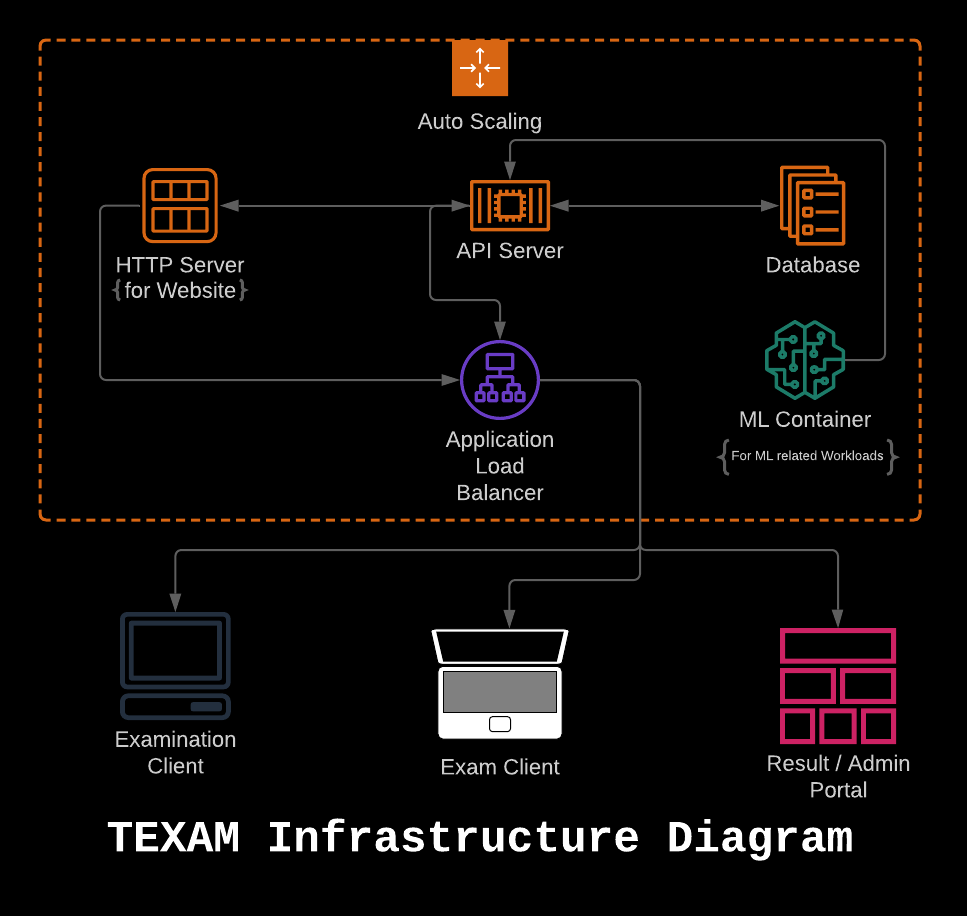 Auto Scaling
HTTP Server
{for Website}
API Server
Database
Application
Load
Balancer
ML Container
{For ML related Workloads}
Examination
Client
Exam Client
Result / Admin
Portal
TEXAM Infrastructure Diagram